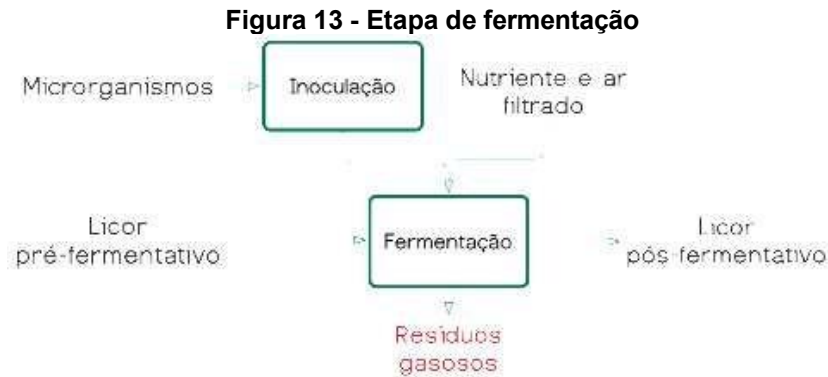 Figura 13 - Etapa de fermentação
Microrganismos
Inoculação
Nutriente e ar
filtrado
Licor
pré-fermentativo
Fermentação
Licor
pós-fermentativo
Resíduos
gasosos